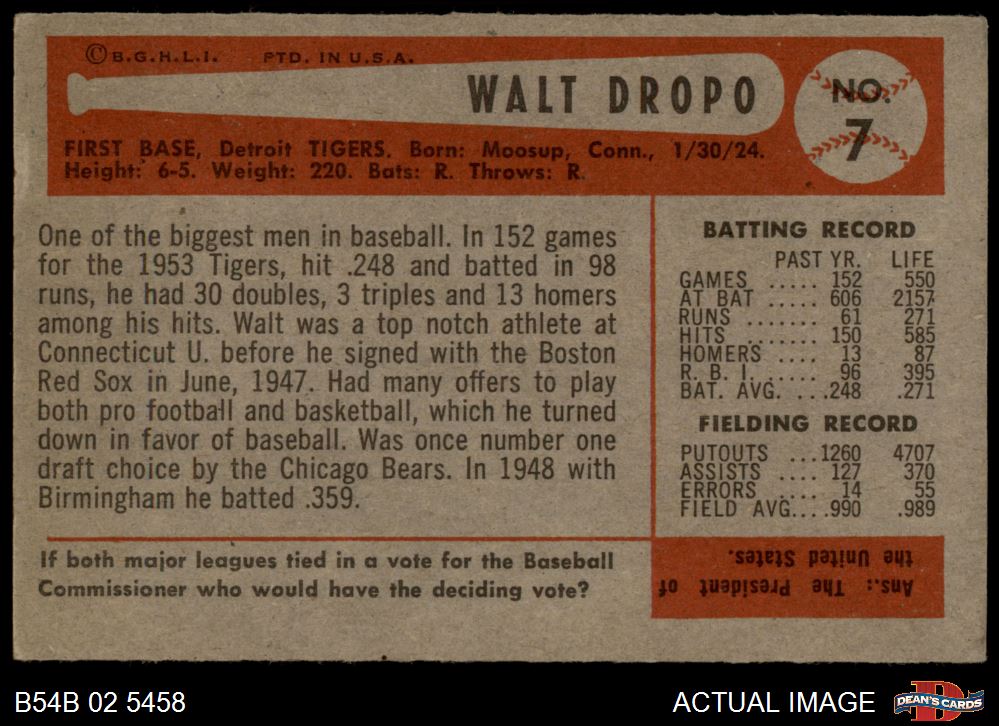 ©B.G.H.L.I. PTD. IN U.S.A.
WALT DROPO
NO.
7
FIRST BASE, Detroit TIGERS. Born: Moosup, Conn., 1/30/24.
Height: 6-5. Weight: 220. Bats: R. Throws: R.
One of the biggest men in baseball. In 152 games
for the 1953 Tigers, hit .248 and batted in 98
runs, he had 30 doubles, 3 triples and 13 homers
among his hits. Walt was a top notch athlete at
Connecticut U. before he signed with the Boston
Red Sox in June, 1947. Had many offers to play
both pro football and basketball, which he turned
down in favor of baseball. Was once number one
draft choice by the Chicago Bears. In 1948 with
Birmingham he batted .359.
BATTING RECORD
PAST YR. LIFE
GAMES ..... 152 550
AT BAT ..... 606 2157
RUNS ....... 61 271
HITS ....... 150 585
HOMERS .... 13 87
R. B. I. ..... 96 395
BAT. AVG. ....248 .271
FIELDING RECORD
PUTOUTS ...1260 4707
ASSISTS .... 127 370
ERRORS .... 14 55
FIELD AVG....990 .989
If both major leagues tied in a vote for the Baseball
Commissioner who would have the deciding vote?
Ans.: The President of
the United States.
B54B 02 5458
ACTUAL IMAGE
D
DEAN'S CARDS